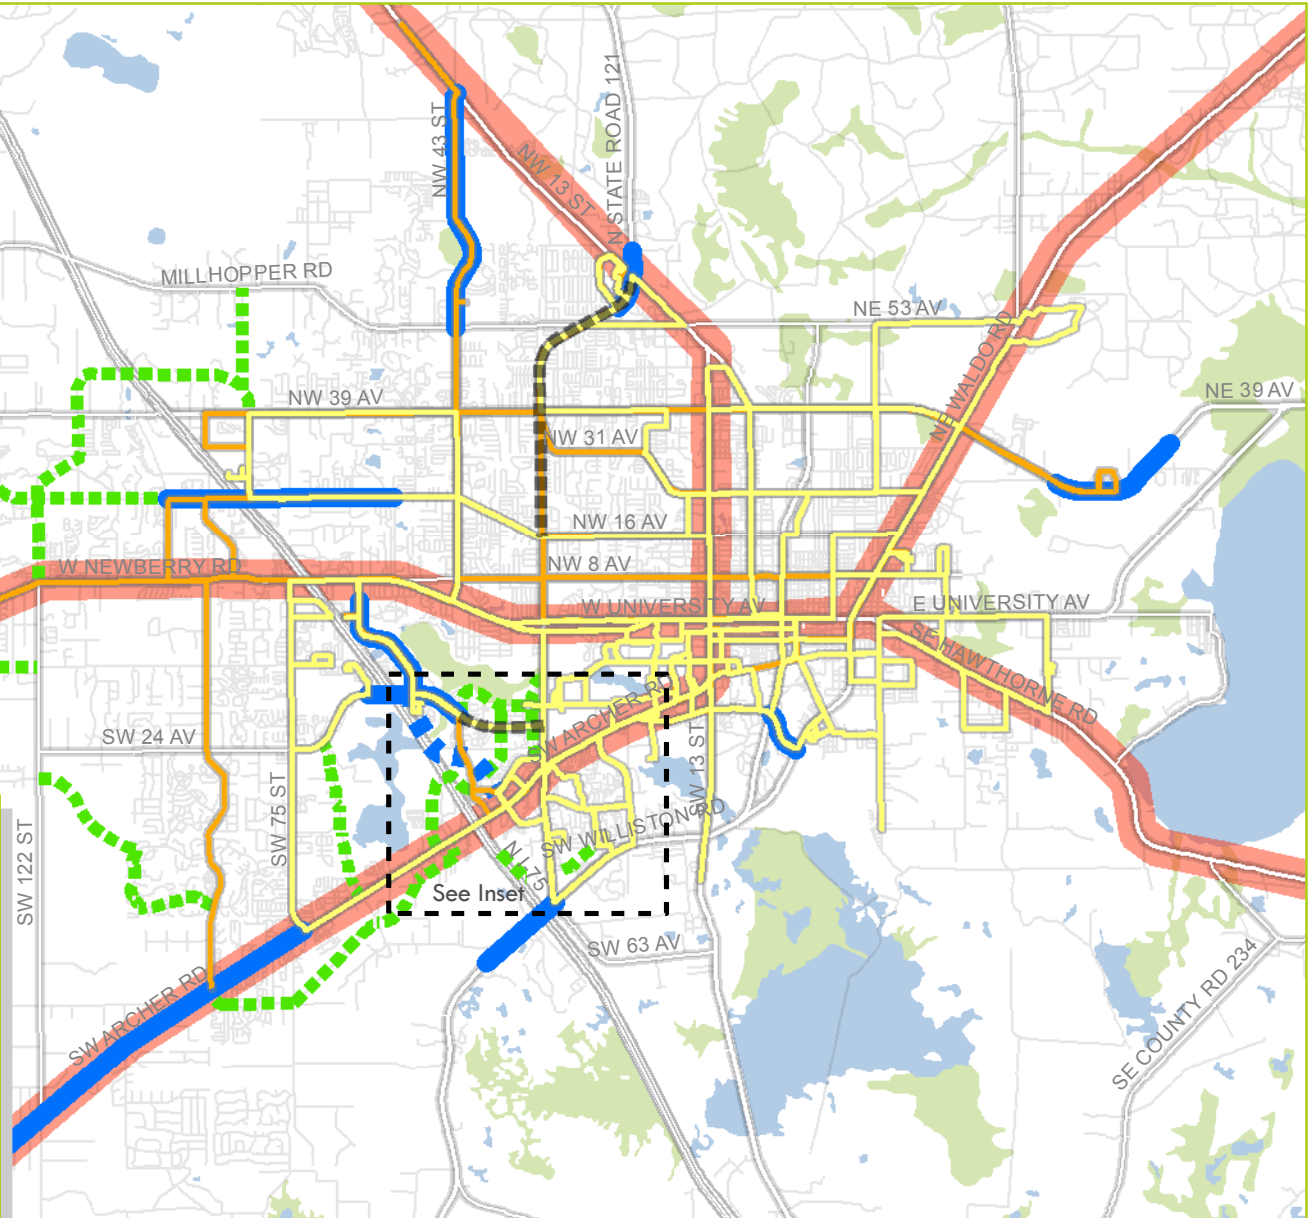 N STATE ROAD 121
NW 43 ST
NW 13 ST
MILLHOPPER RD
NE 53 AV
NE WALDO RD
NE 39 AV
NW 39 AV
NW 31 AV
NW 16 AV
W NEWBERRY RD
NW 8 AV
W UNIVERSITY AV
E UNIVERSITY AV
SE HAWTHORNE RD
SW ARCHER RD
SW 24 AV
SW 13 ST
SW 75 ST
SW WILLISTON RD
SW 122 ST
N I-75
See Inset
SW 63 AV
SW ARCHER RD
SE COUNTY RD 234